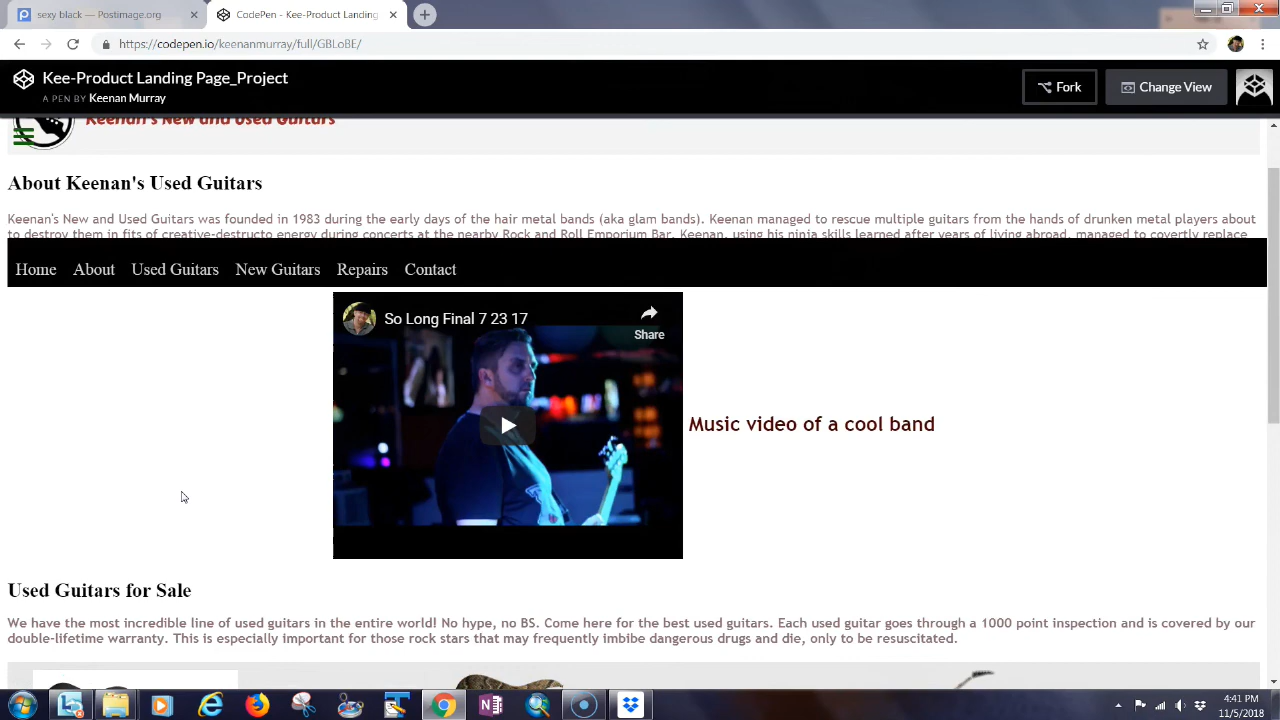 sexy black — Postimage.org
CodePen - Kee-Product Landing
https://codepen.io/keenanmurray/full/GBLoBE/
Kee-Product Landing Page_Project
A PEN BY Keenan Murray
Fork
Change View
Keenan's New and Used Guitars
About Keenan's Used Guitars
Keenan's New and Used Guitars was founded in 1983 during the early days of the hair metal bands (aka glam bands). Keenan managed to rescue multiple guitars from the hands of drunken metal players about
to destroy them in fits of creative-destructo energy during concerts at the nearby Rock and Roll Emporium Bar. Keenan, using his ninja skills learned after years of living abroad, managed to covertly replace
Home About Used Guitars New Guitars Repairs Contact
So Long Final 7 23 17
Share
Music video of a cool band
Used Guitars for Sale
We have the most incredible line of used guitars in the entire world! No hype, no BS. Come here for the best used guitars. Each used guitar goes through a 1000 point inspection and is covered by our
double-lifetime warranty. This is especially important for those rock stars that may frequently imbibe dangerous drugs and die, only to be resuscitated.
4:41 PM
11/5/2018